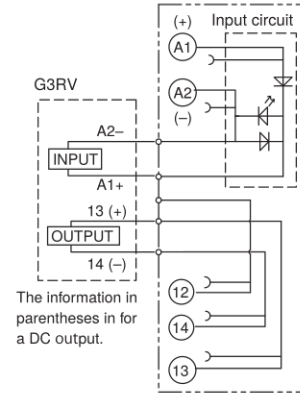 (+)
Input circuit
A1
G3RV
A2
(–)
A2–
INPUT
A1+
13 (+)
OUTPUT
14 (–)
12
14
13
The information in
parentheses in for
a DC output.